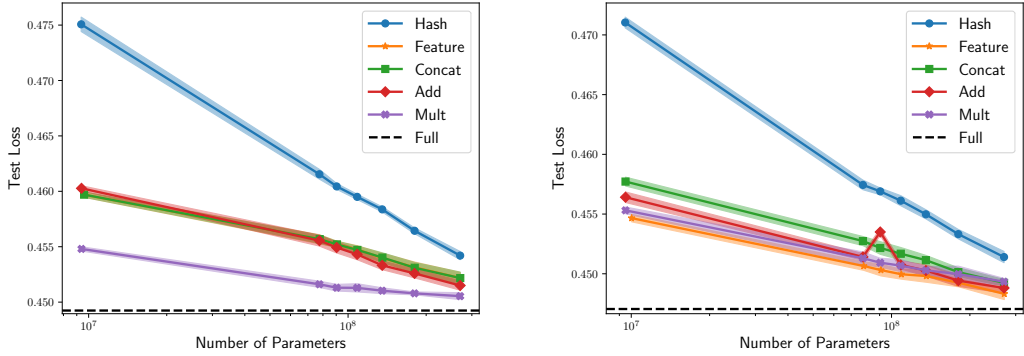 0.475
0.470
0.465
0.460
0.455
0.450
Test Loss
10^7
10^8
Number of Parameters
Hash
Feature
Concat
Add
Mult
Full
0.470
0.465
0.460
0.455
0.450
Test Loss
10^7
10^8
Number of Parameters
Hash
Feature
Concat
Add
Mult
Full